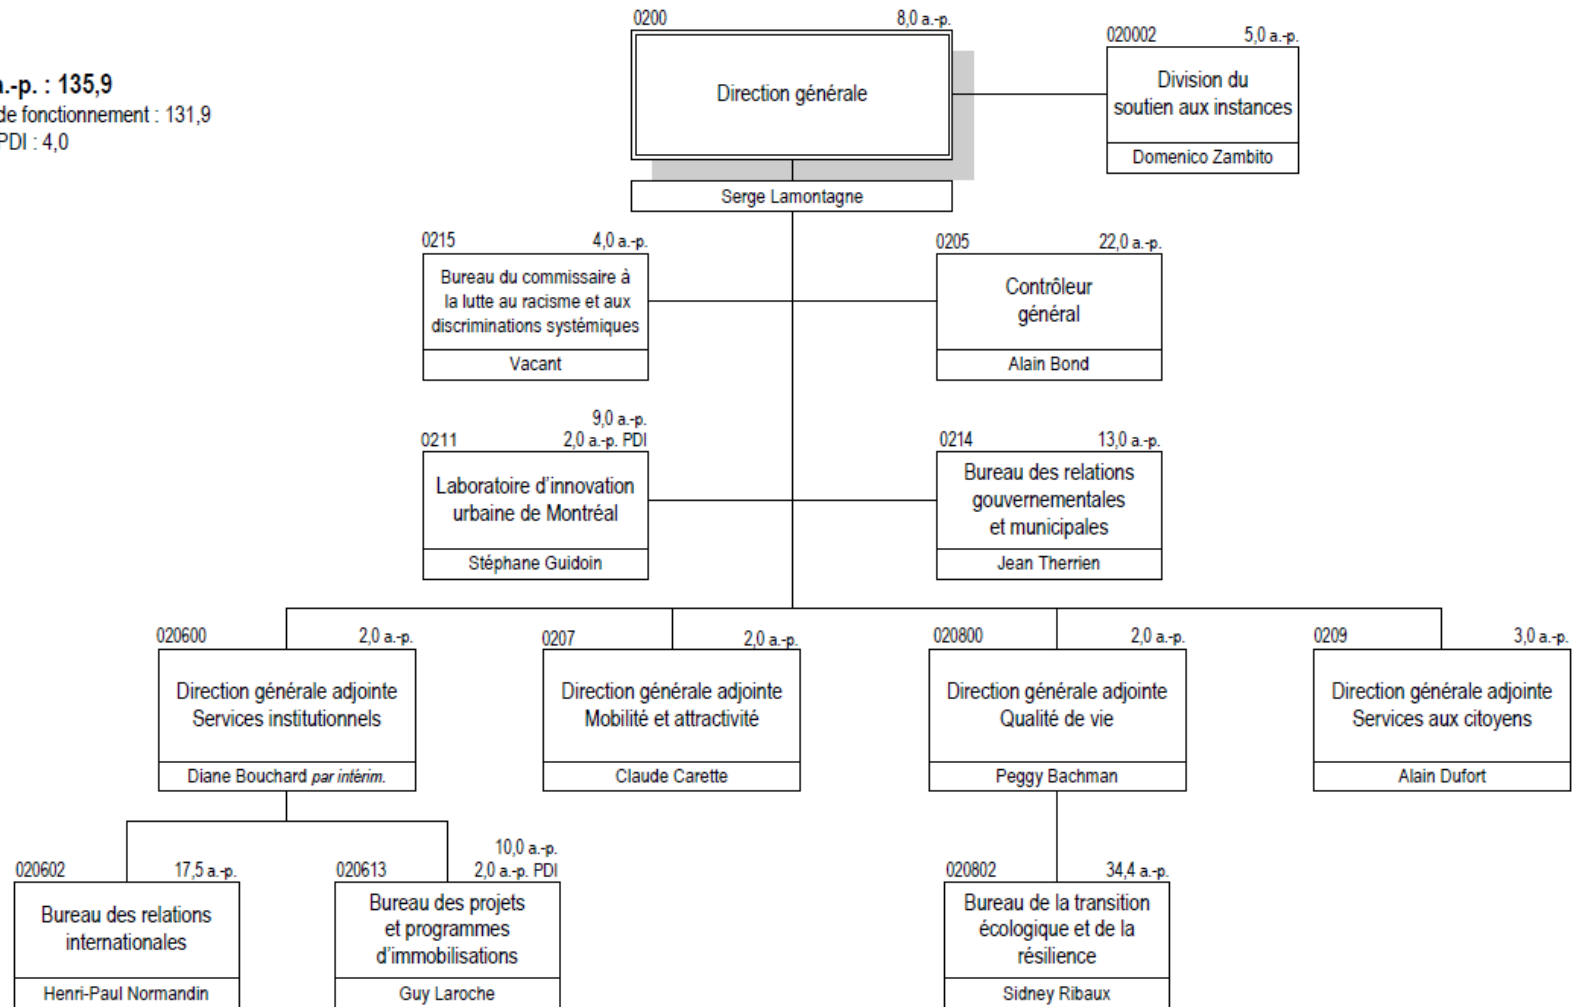 0200 8,0 a.-p.
Direction générale
Serge Lamontagne
020002 5,0 a.-p.
Division du
soutien aux instances
Domenico Zambito
a.-p. : 135,9
de fonctionnement : 131,9
PDI : 4,0
0215 4,0 a.-p.
Bureau du commissaire à
la lutte au racisme et aux
discriminations systémiques
Vacant
0205 22,0 a.-p.
Contrôleur
général
Alain Bond
9,0 a.-p.
0211 2,0 a.-p. PDI
Laboratoire d'innovation
urbaine de Montréal
Stéphane Guidoin
0214 13,0 a.-p.
Bureau des relations
gouvernementales
et municipales
Jean Therrien
020600 2,0 a.-p.
Direction générale adjointe
Services institutionnels
Diane Bouchard par intérim.
0207 2,0 a.-p.
Direction générale adjointe
Mobilité et attractivité
Claude Carette
020800 2,0 a.-p.
Direction générale adjointe
Qualité de vie
Peggy Bachman
0209 3,0 a.-p.
Direction générale adjointe
Services aux citoyens
Alain Dufort
020602 17,5 a.-p.
Bureau des relations
internationales
Henri-Paul Normandin
10,0 a.-p.
020613 2,0 a.-p. PDI
Bureau des projets
et programmes
d'immobilisations
Guy Laroche
020802 34,4 a.-p.
Bureau de la transition
écologique et de la
résilience
Sidney Ribaux